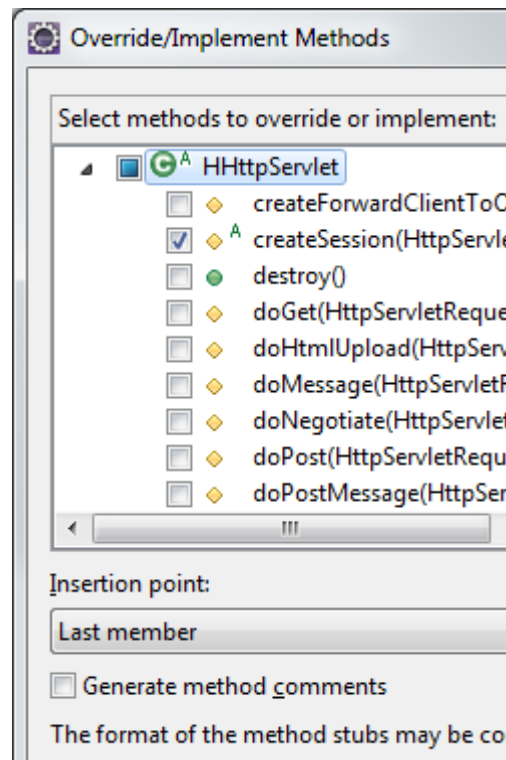 Override/Implement Methods
Select methods to override or implement:
HHttpServlet
createForwardClientToO
createSession(HttpServle
destroy()
doGet(HttpServletReque
doHtmlUpload(HttpServ
doMessage(HttpServletR
doNegotiate(HttpServlet
doPost(HttpServletRequ
doPostMessage(HttpSer
Insertion point:
Last member
Generate method comments
The format of the method stubs may be co